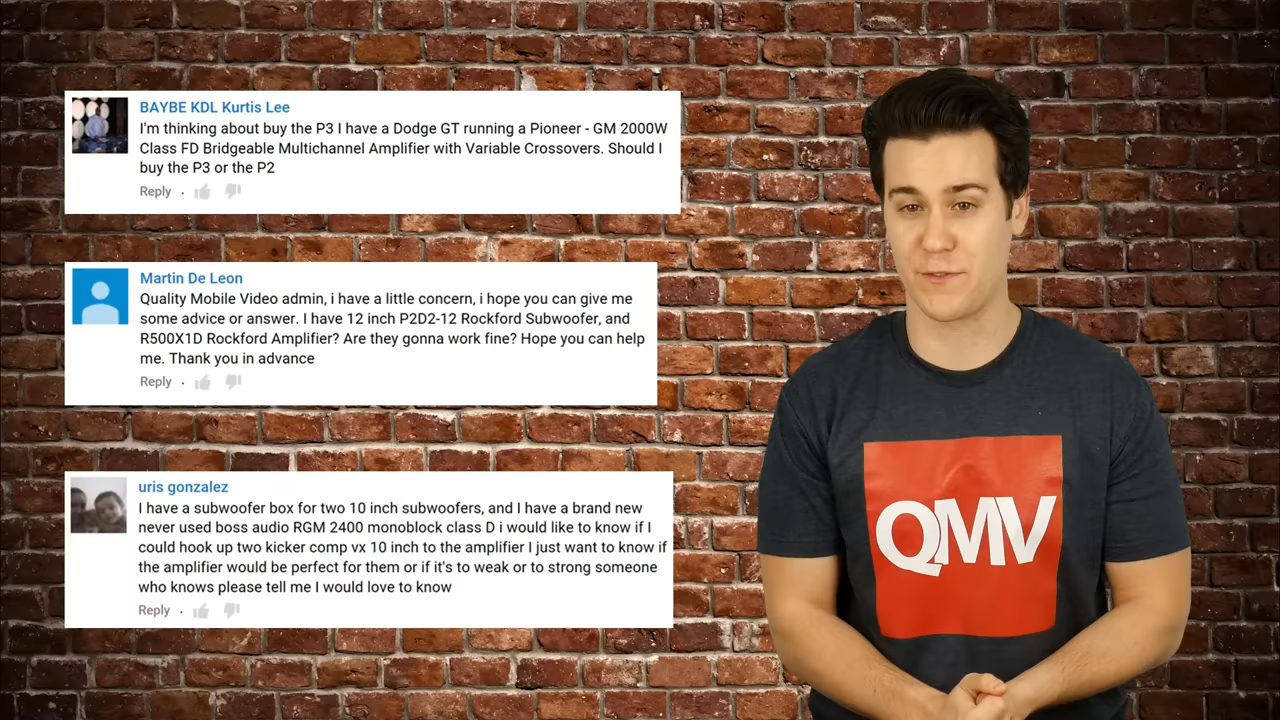 BAYBE KDL Kurtis Lee
I'm thinking about buy the P3 I have a Dodge GT running a Pioneer - GM 2000W
Class FD Bridgeable Multichannel Amplifier with Variable Crossovers. Should I
buy the P3 or the P2
Reply .
Martin De Leon
Quality Mobile Video admin, i have a little concern, i hope you can give me
some advice or answer. I have 12 inch P2D2-12 Rockford Subwoofer, and
R500X1D Rockford Amplifier? Are they gonna work fine? Hope you can help
me. Thank you in advance
Reply .
uris gonzalez
I have a subwoofer box for two 10 inch subwoofers, and I have a brand new
never used boss audio RGM 2400 monoblock class D i would like to know if I
could hook up two kicker comp vx 10 inch to the amplifier I just want to know if
the amplifier would be perfect for them or if it's to weak or to strong someone
who knows please tell me I would love to know
Reply .
QMV